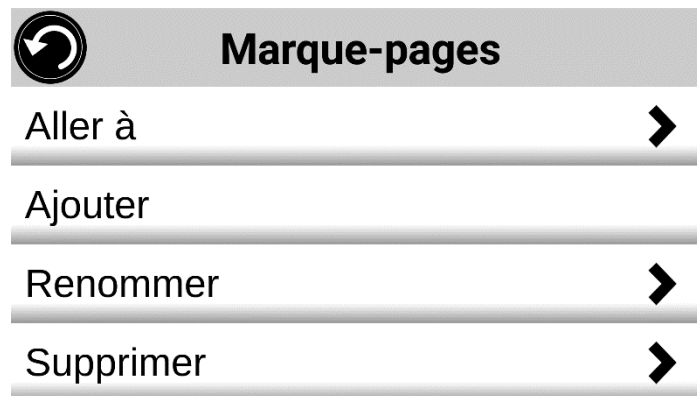 Marque-pages
Aller à
Ajouter
Renommer
Supprimer